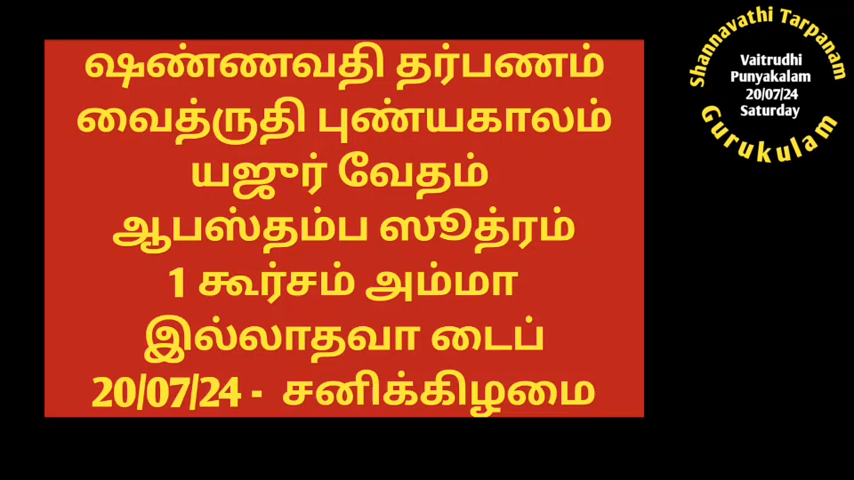 ஷண்ணவதி தர்பணம்
வைத்ருதி புண்யகாலம்
யஜுர் வேதம்
ஆபஸ்தம்ப ஸூத்ரம்
1 கூர்சம் அம்மா
இல்லாதவா டைப்
20/07/24 - சனிக்கிழமை
Shannavathi Tarpanam
Vaitrudhi
Punyakalam
20/07/24
Saturday
Gurukulam